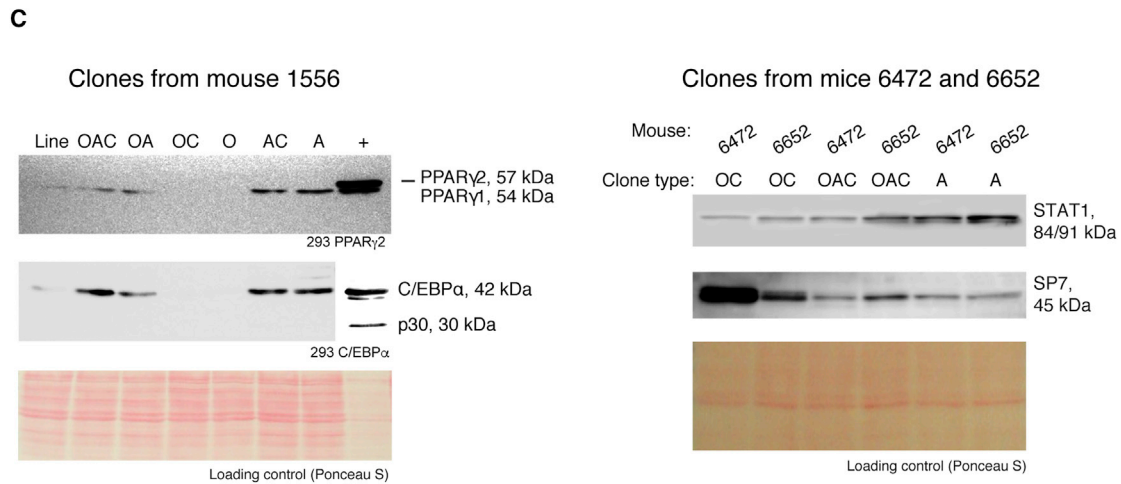 C
Clones from mouse 1556
Line OAC OA OC O AC A +
PPARγ2, 57 kDa
PPARγ1, 54 kDa
293 PPARγ2
C/EBPα, 42 kDa
p30, 30 kDa
293 C/EBPα
Loading control (Ponceau S)
Clones from mice 6472 and 6652
Mouse: 6472 6652 6472 6652 6472 6652
Clone type: OC OC OAC OAC A A
STAT1,
84/91 kDa
SP7,
45 kDa
Loading control (Ponceau S)